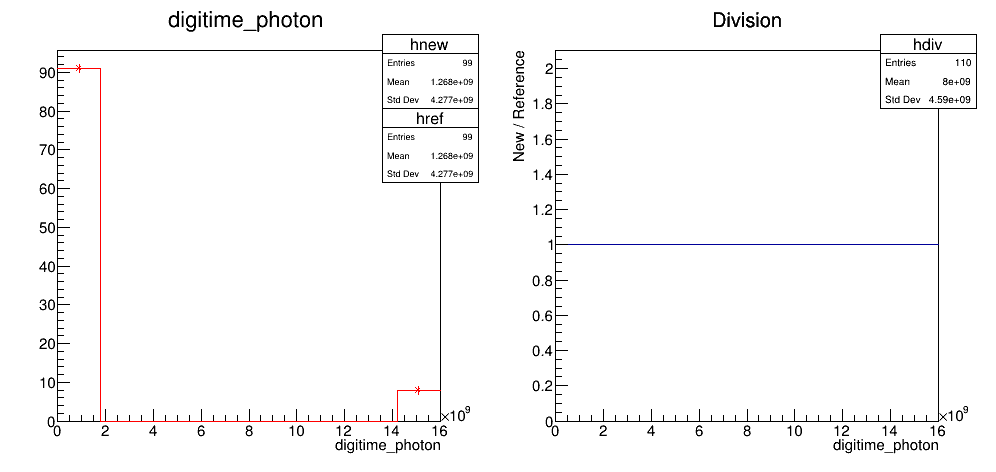 digitime_photon
hnew
Entries 99
Mean 1.268e+09
Std Dev 4.277e+09
href
Entries 99
Mean 1.268e+09
Std Dev 4.277e+09
90
80
70
60
50
40
30
20
10
0
0 2 4 6 8 10 12 14 16
×10⁹
digitime_photon
Division
hdiv
Entries 110
Mean 8e+09
Std Dev 4.59e+09
New / Reference
2
1.8
1.6
1.4
1.2
1
0.8
0.6
0.4
0.2
0
0 2 4 6 8 10 12 14 16
×10⁹
digitime_photon